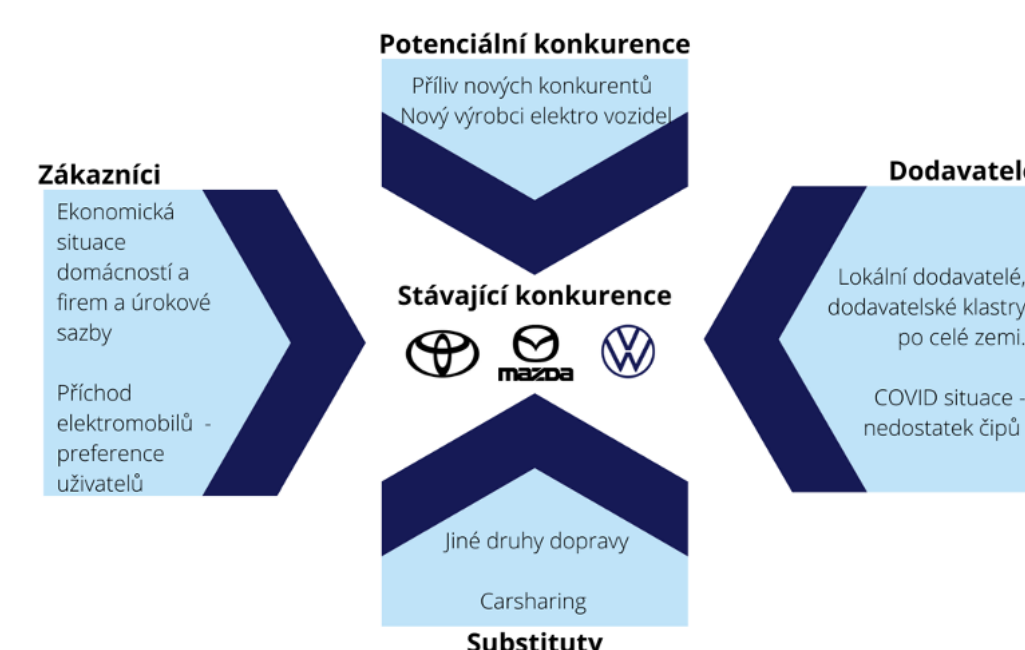 Potenciální konkurence
Příliv nových konkurentů
Nový výrobci elektro vozidel
Zákazníci
Ekonomická
situace
domácností a
firem a úrokové
sazby
Příchod
elektromobilů -
preference
uživatelů
Stávající konkurence
mazda
Dodavatelé
Lokální dodavatelé,
dodavatelské klastry
po celé zemi.
COVID situace -
nedostatek čipů
Jiné druhy dopravy
Carsharing
Substituty